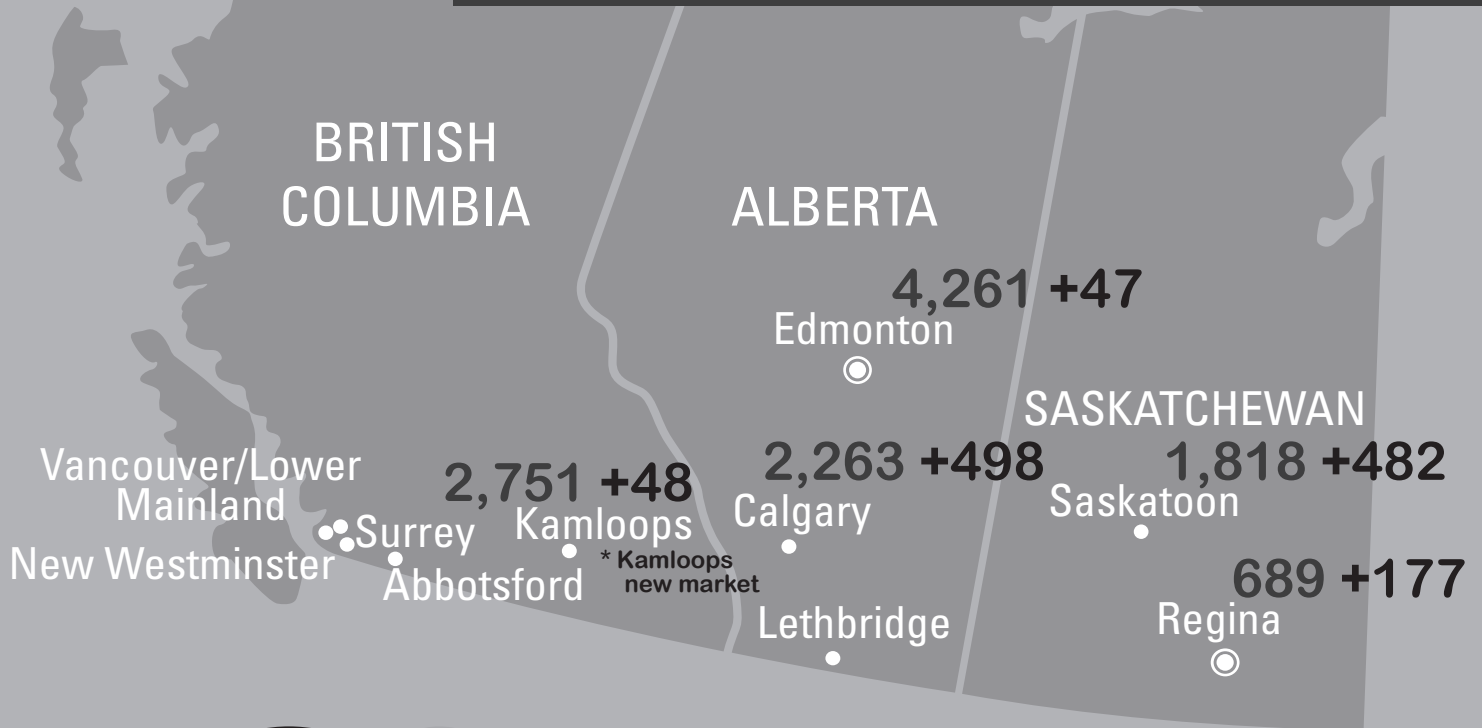 BRITISH
COLUMBIA
ALBERTA
4,261 +47
Edmonton
SASKATCHEWAN
Vancouver/Lower
Mainland
2,751 +48
2,263 +498
1,818 +482
Surrey
Kamloops
Calgary
Saskatoon
New Westminster
Abbotsford
* Kamloops
new market
689 +177
Lethbridge
Regina